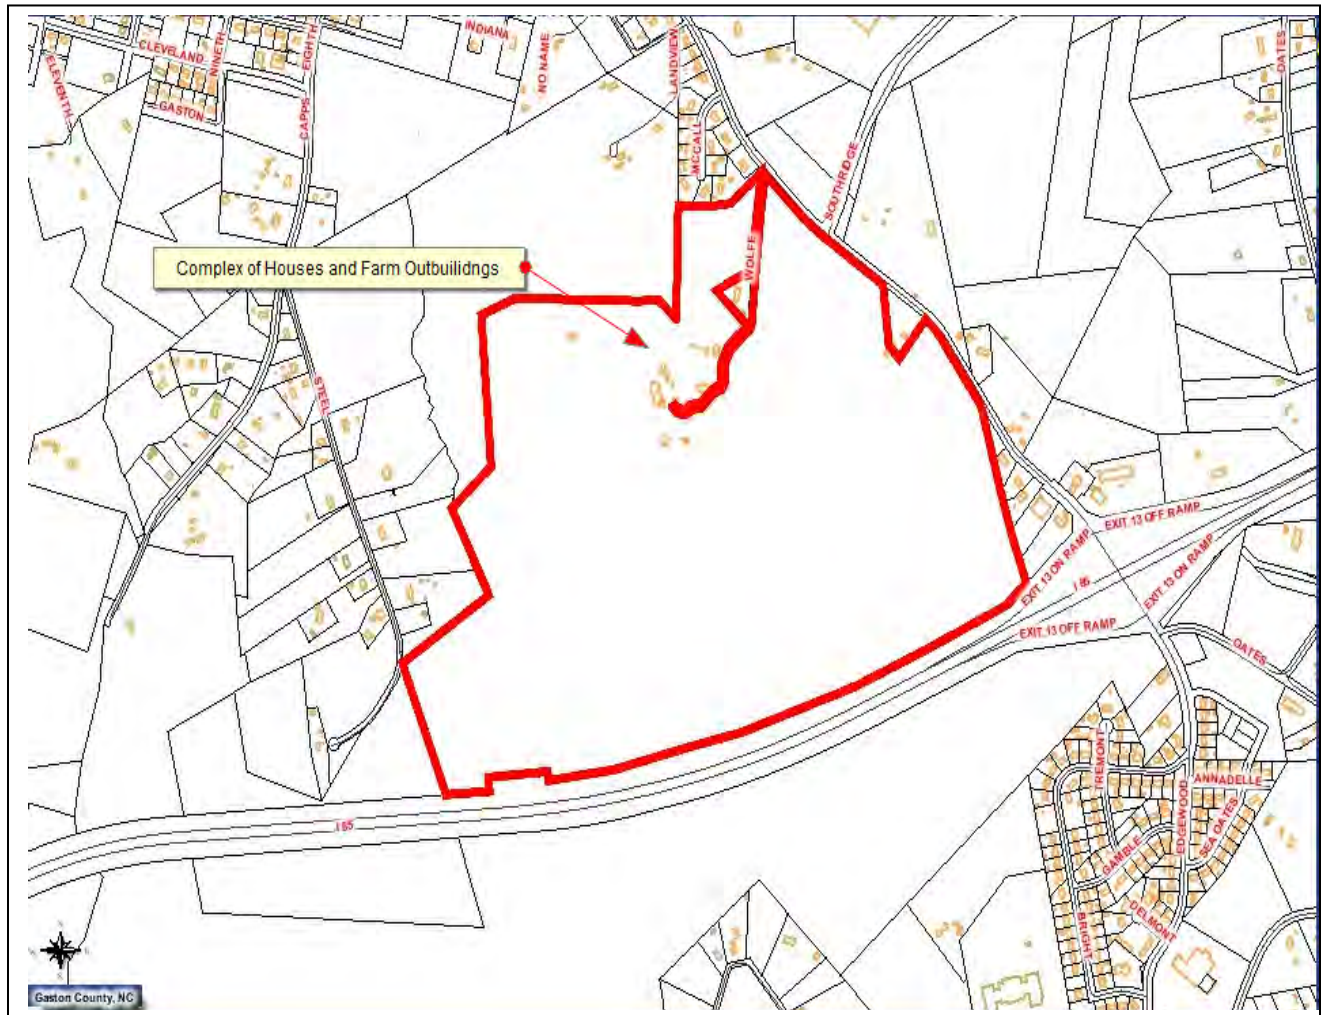 INDIANA
CLEVELAND
NINETH
EIGHTH
ELEVENTH
GASTON
CAPPS
NO NAME
LANDVIEW
OATES
MCCALL
SOUTHRIDGE
WOLFE
Complex of Houses and Farm Outbuilidngs
STEEL
EXIT 13 OFF RAMP
EXIT 13 ON RAMP
I 85
EXIT 13 ON RAMP
EXIT 13 OFF RAMP
OATES
TREMONT
ANNADELLE
EDGEWOOD
SEA OATES
I 85
GAMBLE
DELMONT
BRIGHT
Gaston County, NC